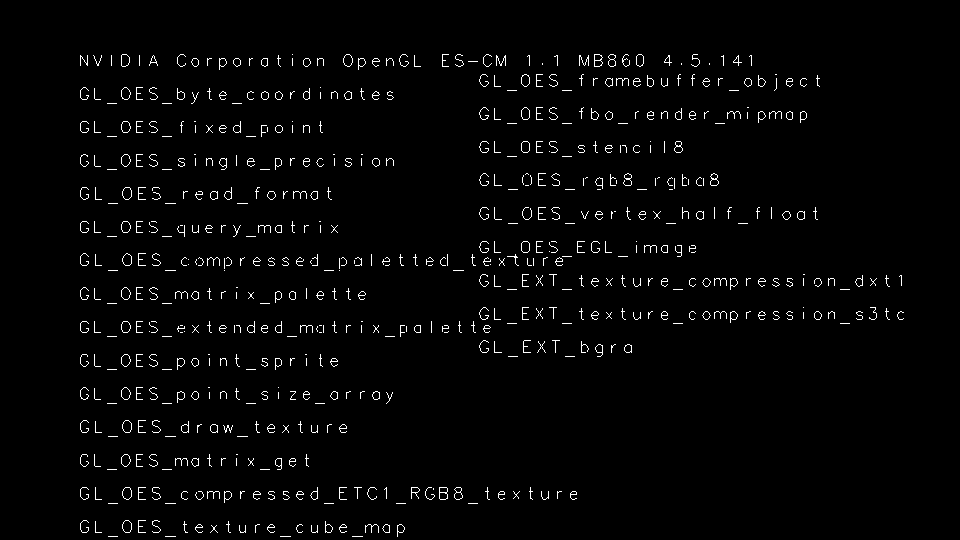 NVIDIA Corporation OpenGL ES-CM 1.1 MB860 4.5.141
GL_OES_byte_coordinates
GL_OES_fixed_point
GL_OES_single_precision
GL_OES_read_format
GL_OES_query_matrix
GL_OES_compressed_paletted_texture
GL_OES_matrix_palette
GL_OES_extended_matrix_palette
GL_OES_point_sprite
GL_OES_point_size_array
GL_OES_draw_texture
GL_OES_matrix_get
GL_OES_compressed_ETC1_RGB8_texture
GL_OES_texture_cube_map
GL_OES_framebuffer_object
GL_OES_fbo_render_mipmap
GL_OES_stencil8
GL_OES_rgb8_rgba8
GL_OES_vertex_half_float
GL_OES_EGL_image
GL_EXT_texture_compression_dxt1
GL_EXT_texture_compression_s3tc
GL_EXT_bgra